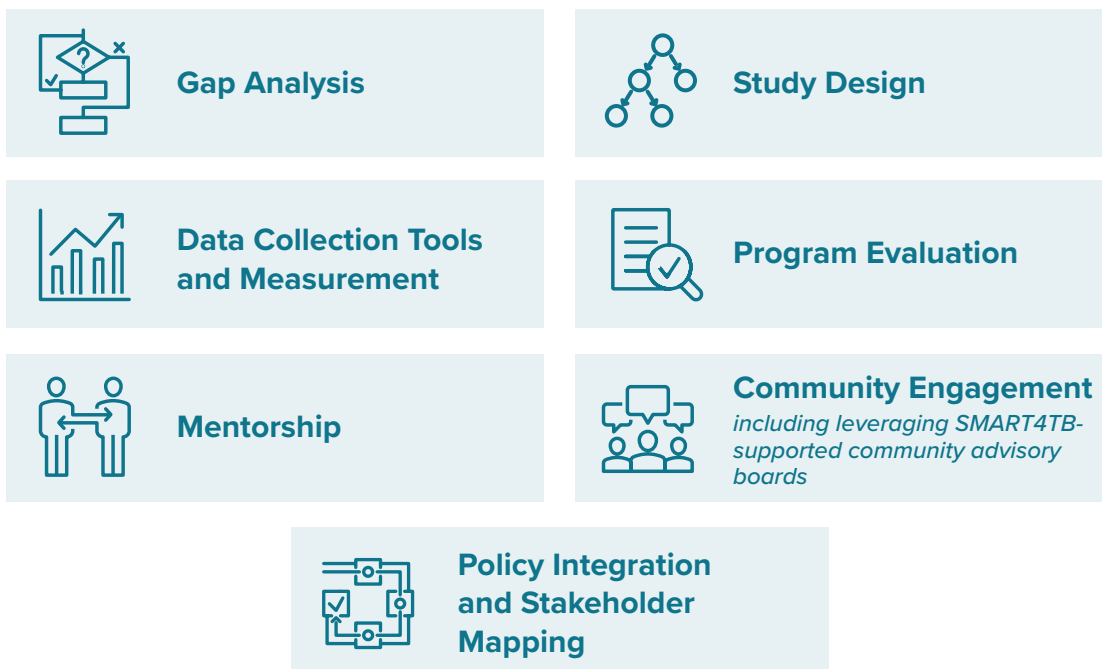 Gap Analysis
Study Design
Data Collection Tools
and Measurement
Program Evaluation
Mentorship
Community Engagement
including leveraging SMART4TB-
supported community advisory
boards
Policy Integration
and Stakeholder
Mapping